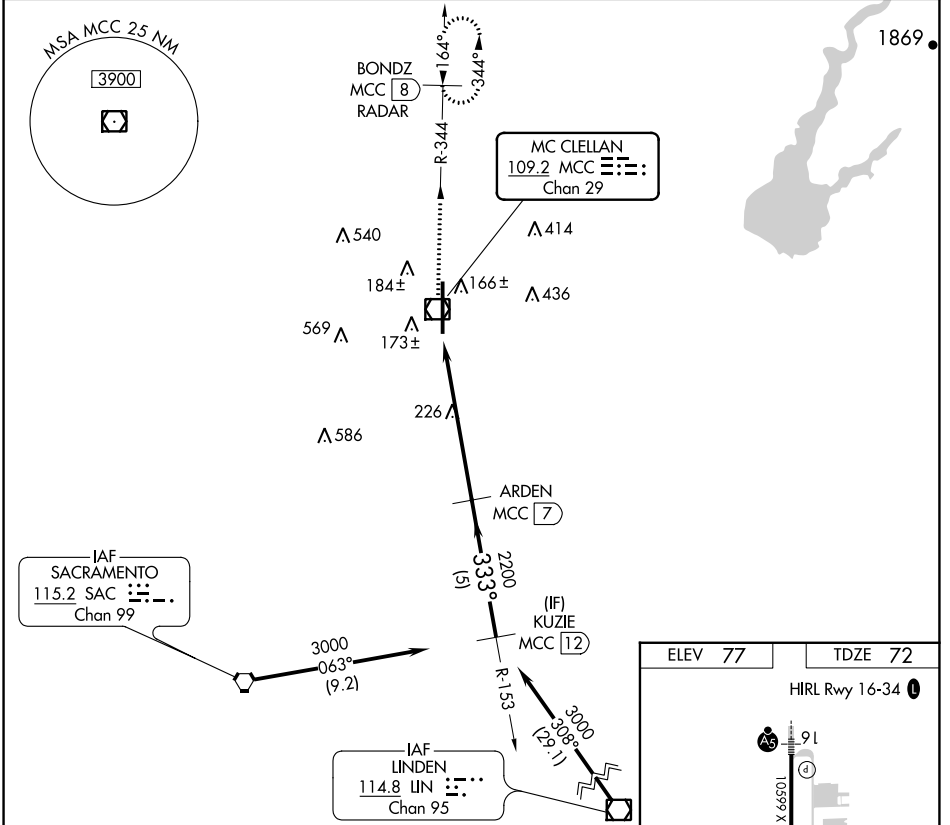 MSA MCC 25 NM
3900
1869
BONDZ
MCC 8
RADAR
164°
344°
R-344
MC CLELLAN
109.2 MCC
Chan 29
540
414
184±
166±
436
569
173±
226
586
ARDEN
MCC 7
2200
333°
(5)
IAF
SACRAMENTO
115.2 SAC
Chan 99
3000
063°
(9.2)
(IF)
KUZIE
MCC 12
R-153
3000
308°
(29.1)
IAF
LINDEN
114.8 LIN
Chan 95
ELEV 77
TDZE 72
HIRL Rwy 16-34 L
A5
16
P
10599 X